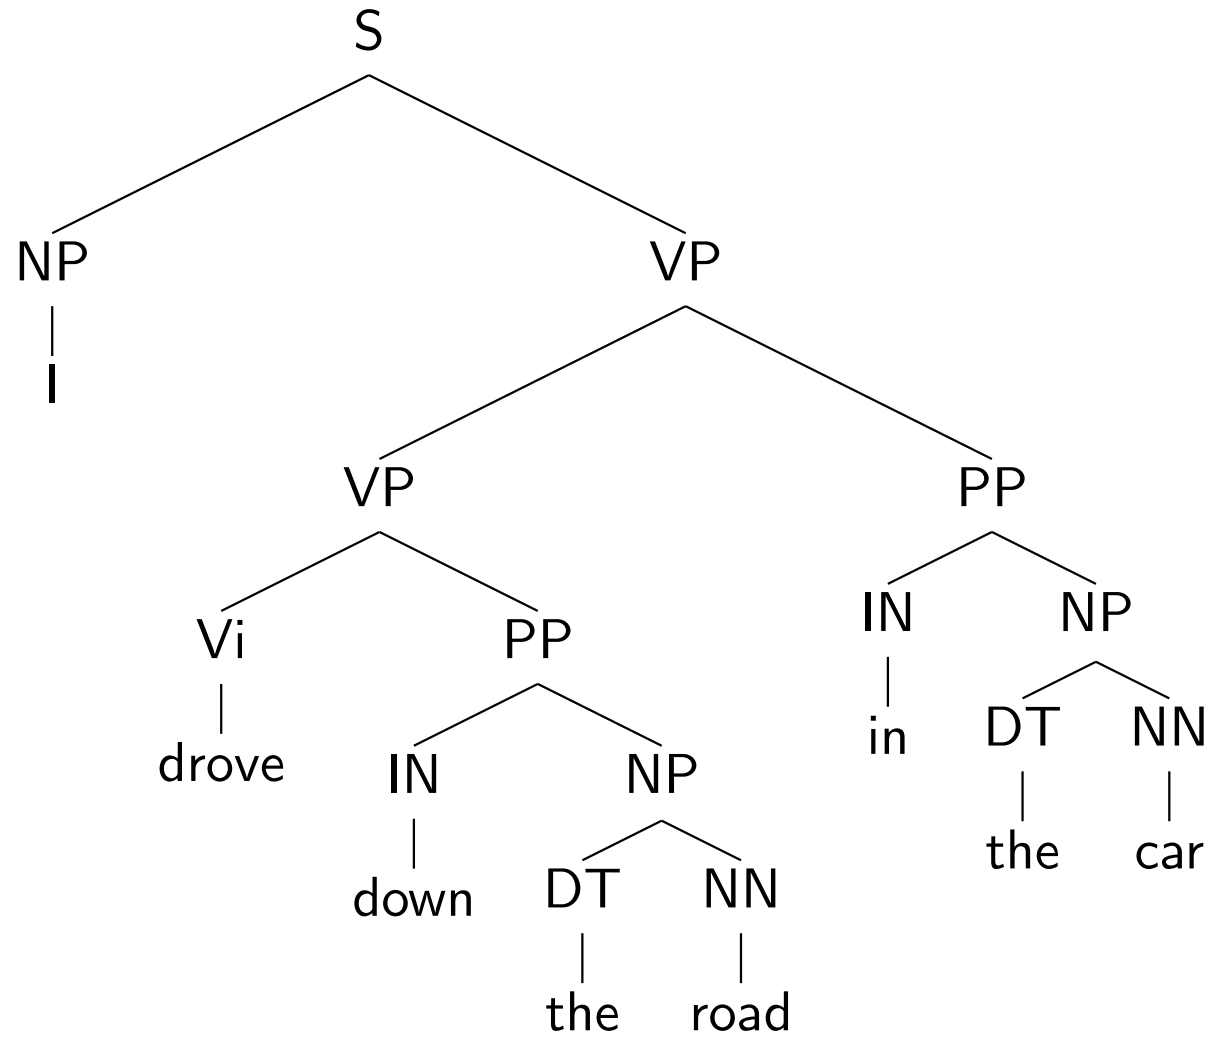 S
NP VP
I
VP PP
IN NP
Vi PP
in DT NN
drove IN NP
the car
down DT NN
the road